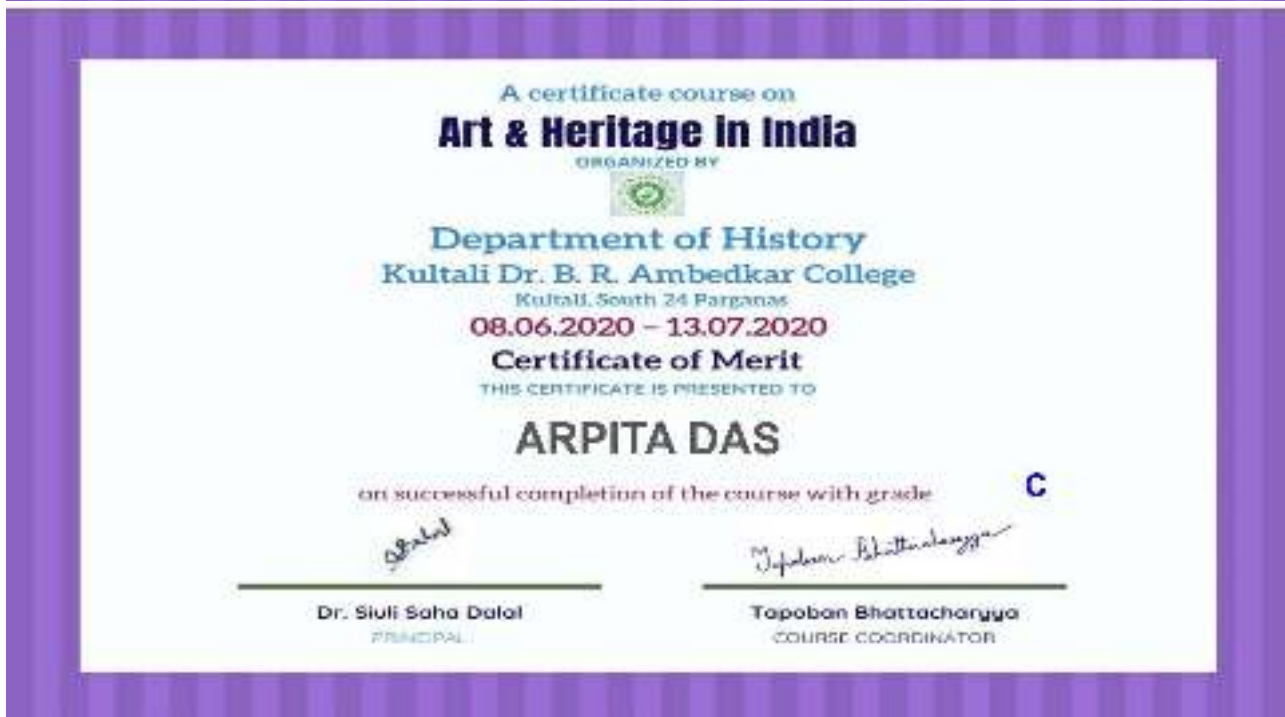 A certificate course on
Art & Heritage in India
ORGANIZED BY
Department of History
Kultali Dr. B. R. Ambedkar College
Kultali, South 24 Parganas
08.06.2020 – 13.07.2020
Certificate of Merit
THIS CERTIFICATE IS PRESENTED TO
ARPITA DAS
on successful completion of the course with grade C
Tapoban Bhattacharyya
Dr. Siuli Saha Dalal
Tapoban Bhattacharyya
PRINCIPAL
COURSE COORDINATOR